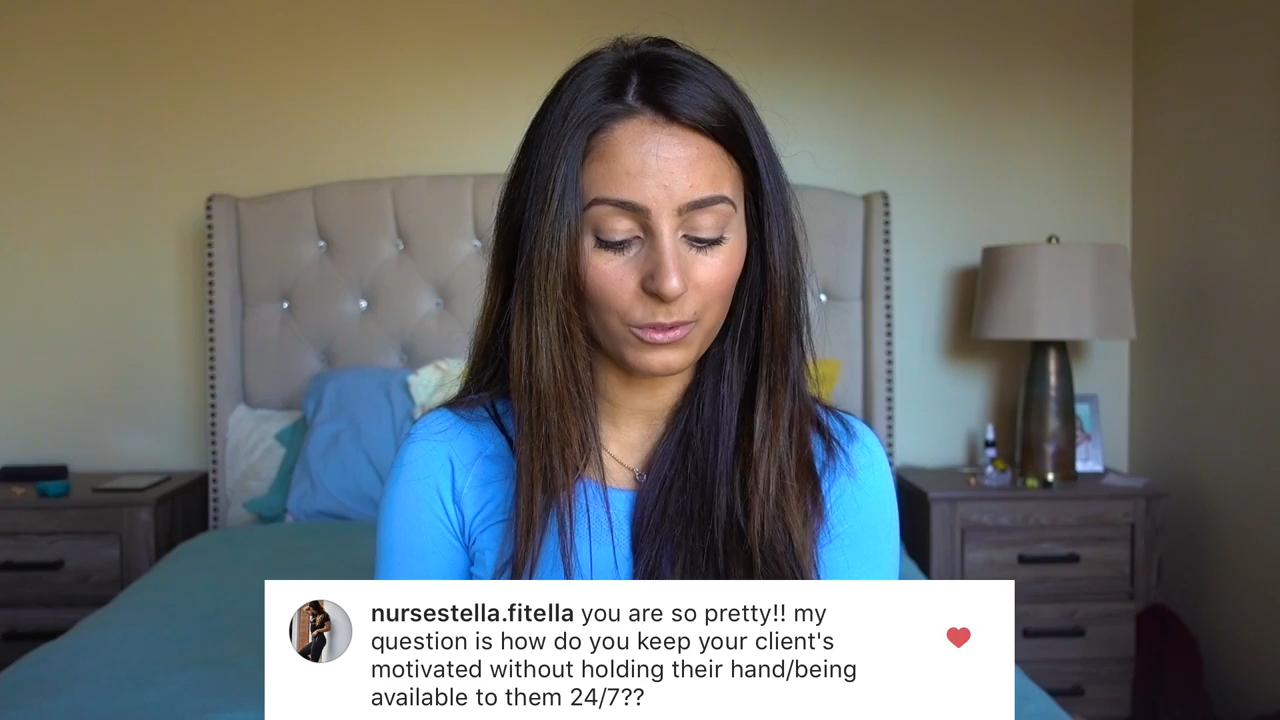 nursestella.fitella you are so pretty!! my
question is how do you keep your client's
motivated without holding their hand/being
available to them 24/7??